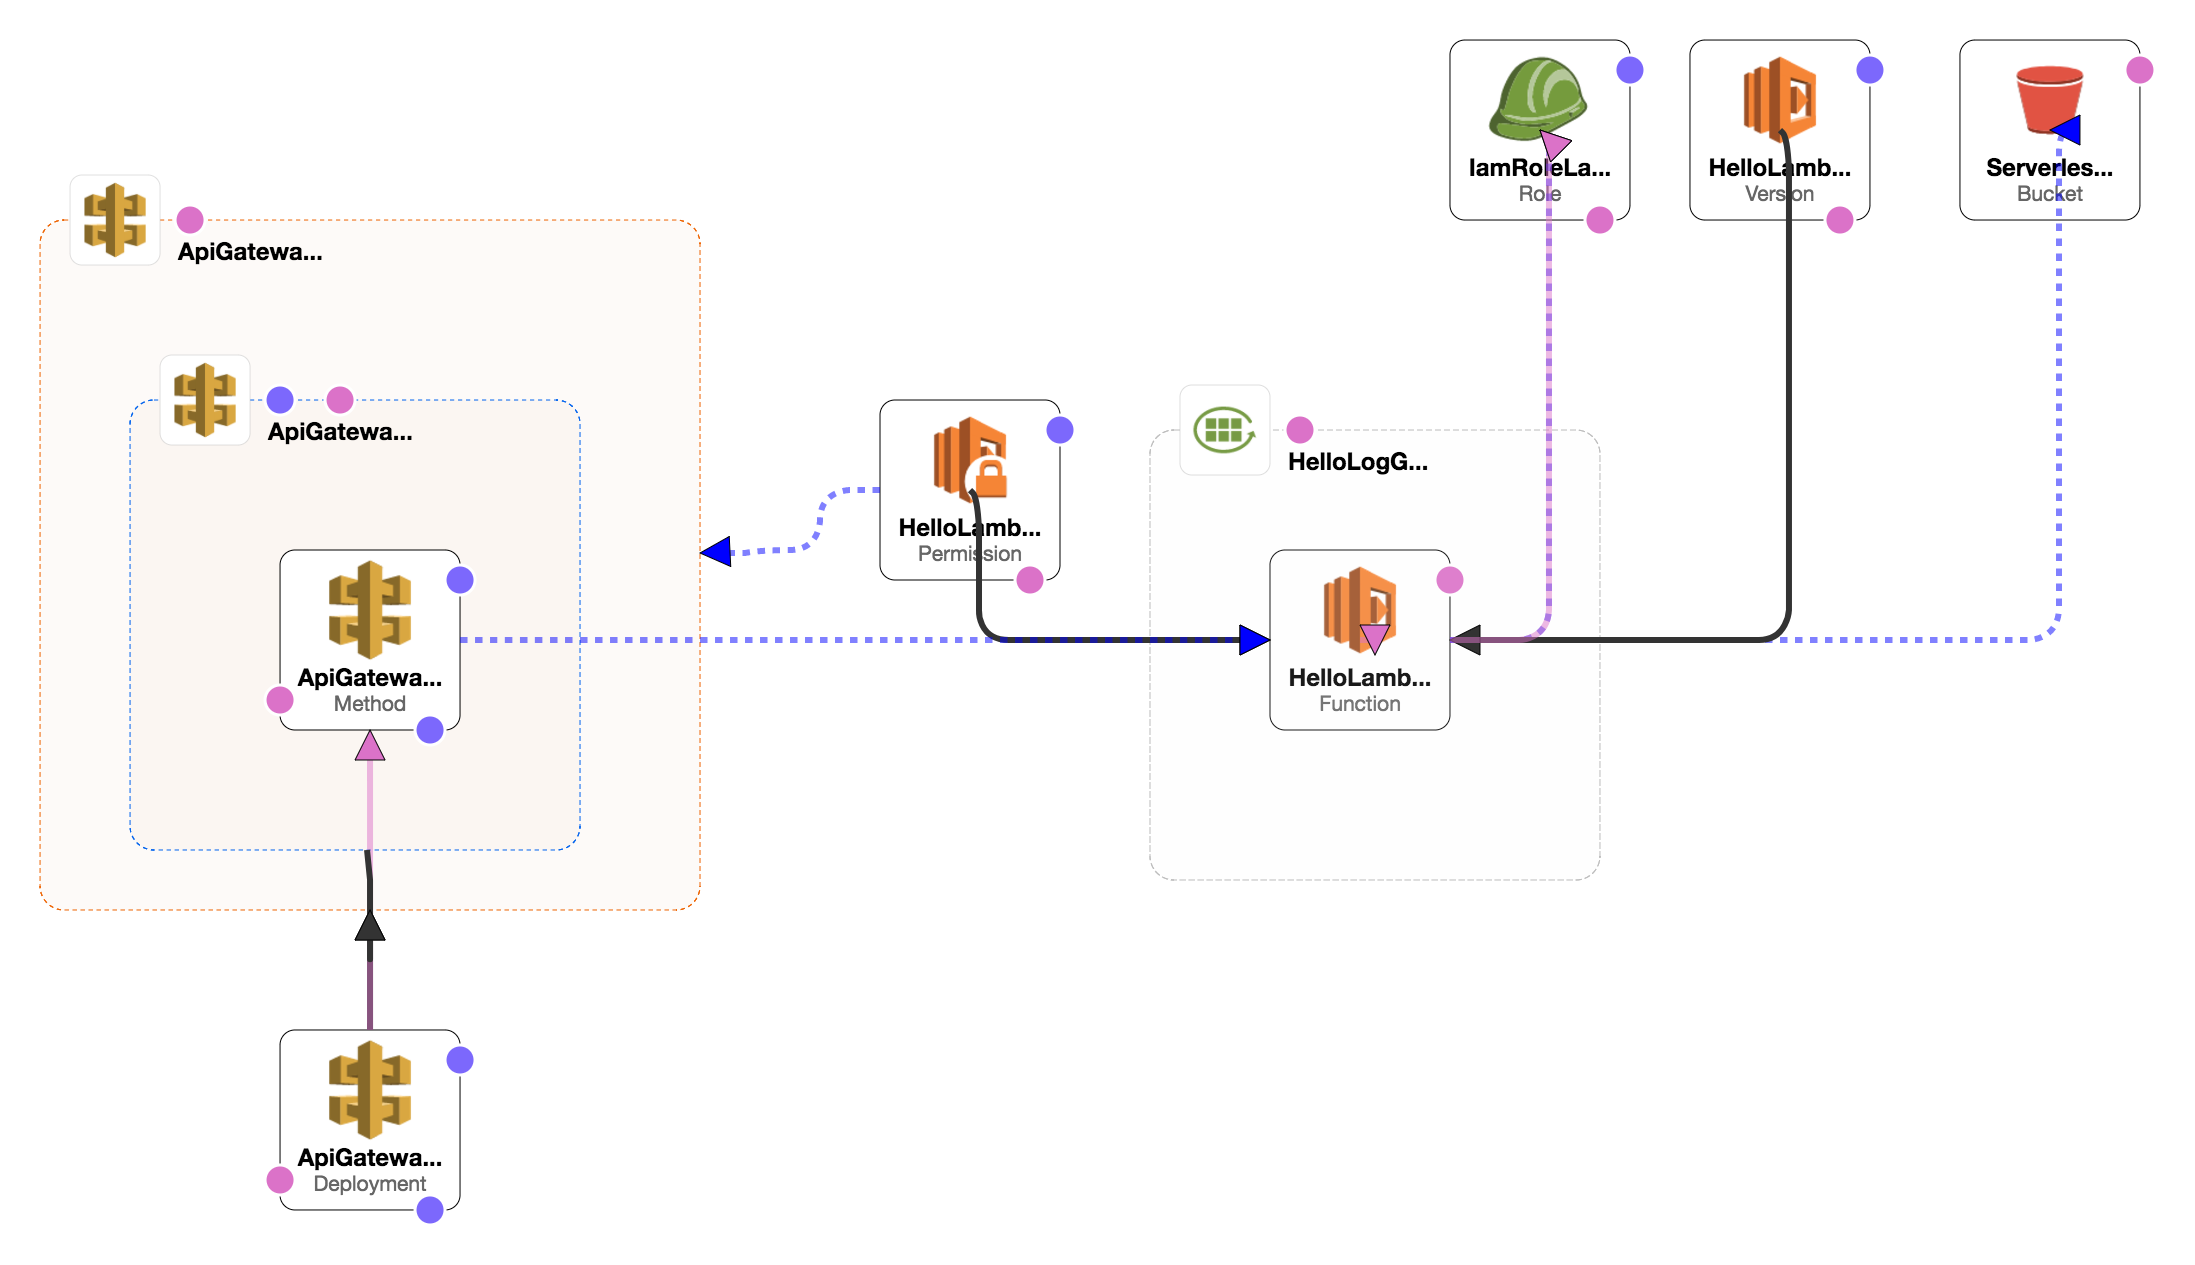 IamRoleLa...
Role
HelloLamb...
Version
Serverles...
Bucket
ApiGatewa...
ApiGatewa...
HelloLamb...
Permission
HelloLogG...
ApiGatewa...
Method
HelloLamb...
Function
ApiGatewa...
Deployment